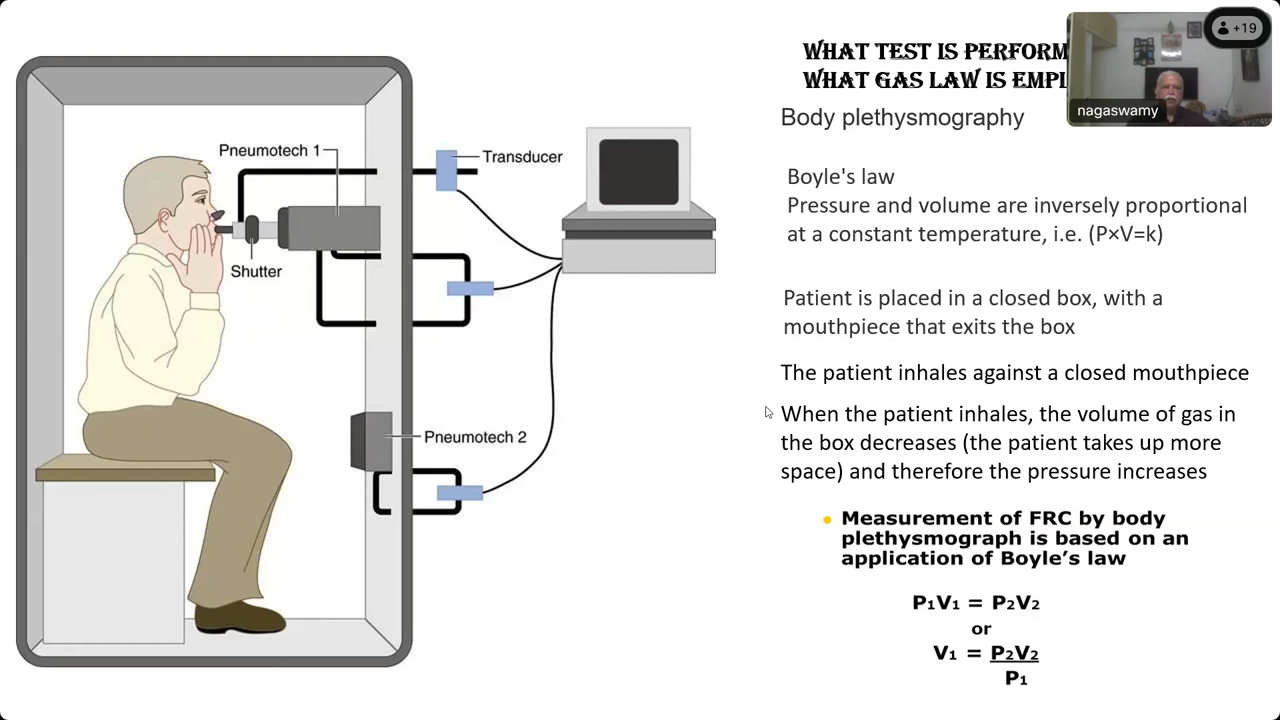 WHAT TEST IS PERFORM
WHAT GAS LAW IS EMPL
+19
nagaswamy
Body plethysmography
Boyle's law
Pressure and volume are inversely proportional
at a constant temperature, i.e. (P×V=k)
Patient is placed in a closed box, with a
mouthpiece that exits the box
The patient inhales against a closed mouthpiece
When the patient inhales, the volume of gas in
the box decreases (the patient takes up more
space) and therefore the pressure increases
• Measurement of FRC by body
plethysmograph is based on an
application of Boyle's law
P₁V₁ = P₂V₂
or
V₁ = P₂V₂
P₁
Pneumotech 1
Transducer
Shutter
Pneumotech 2